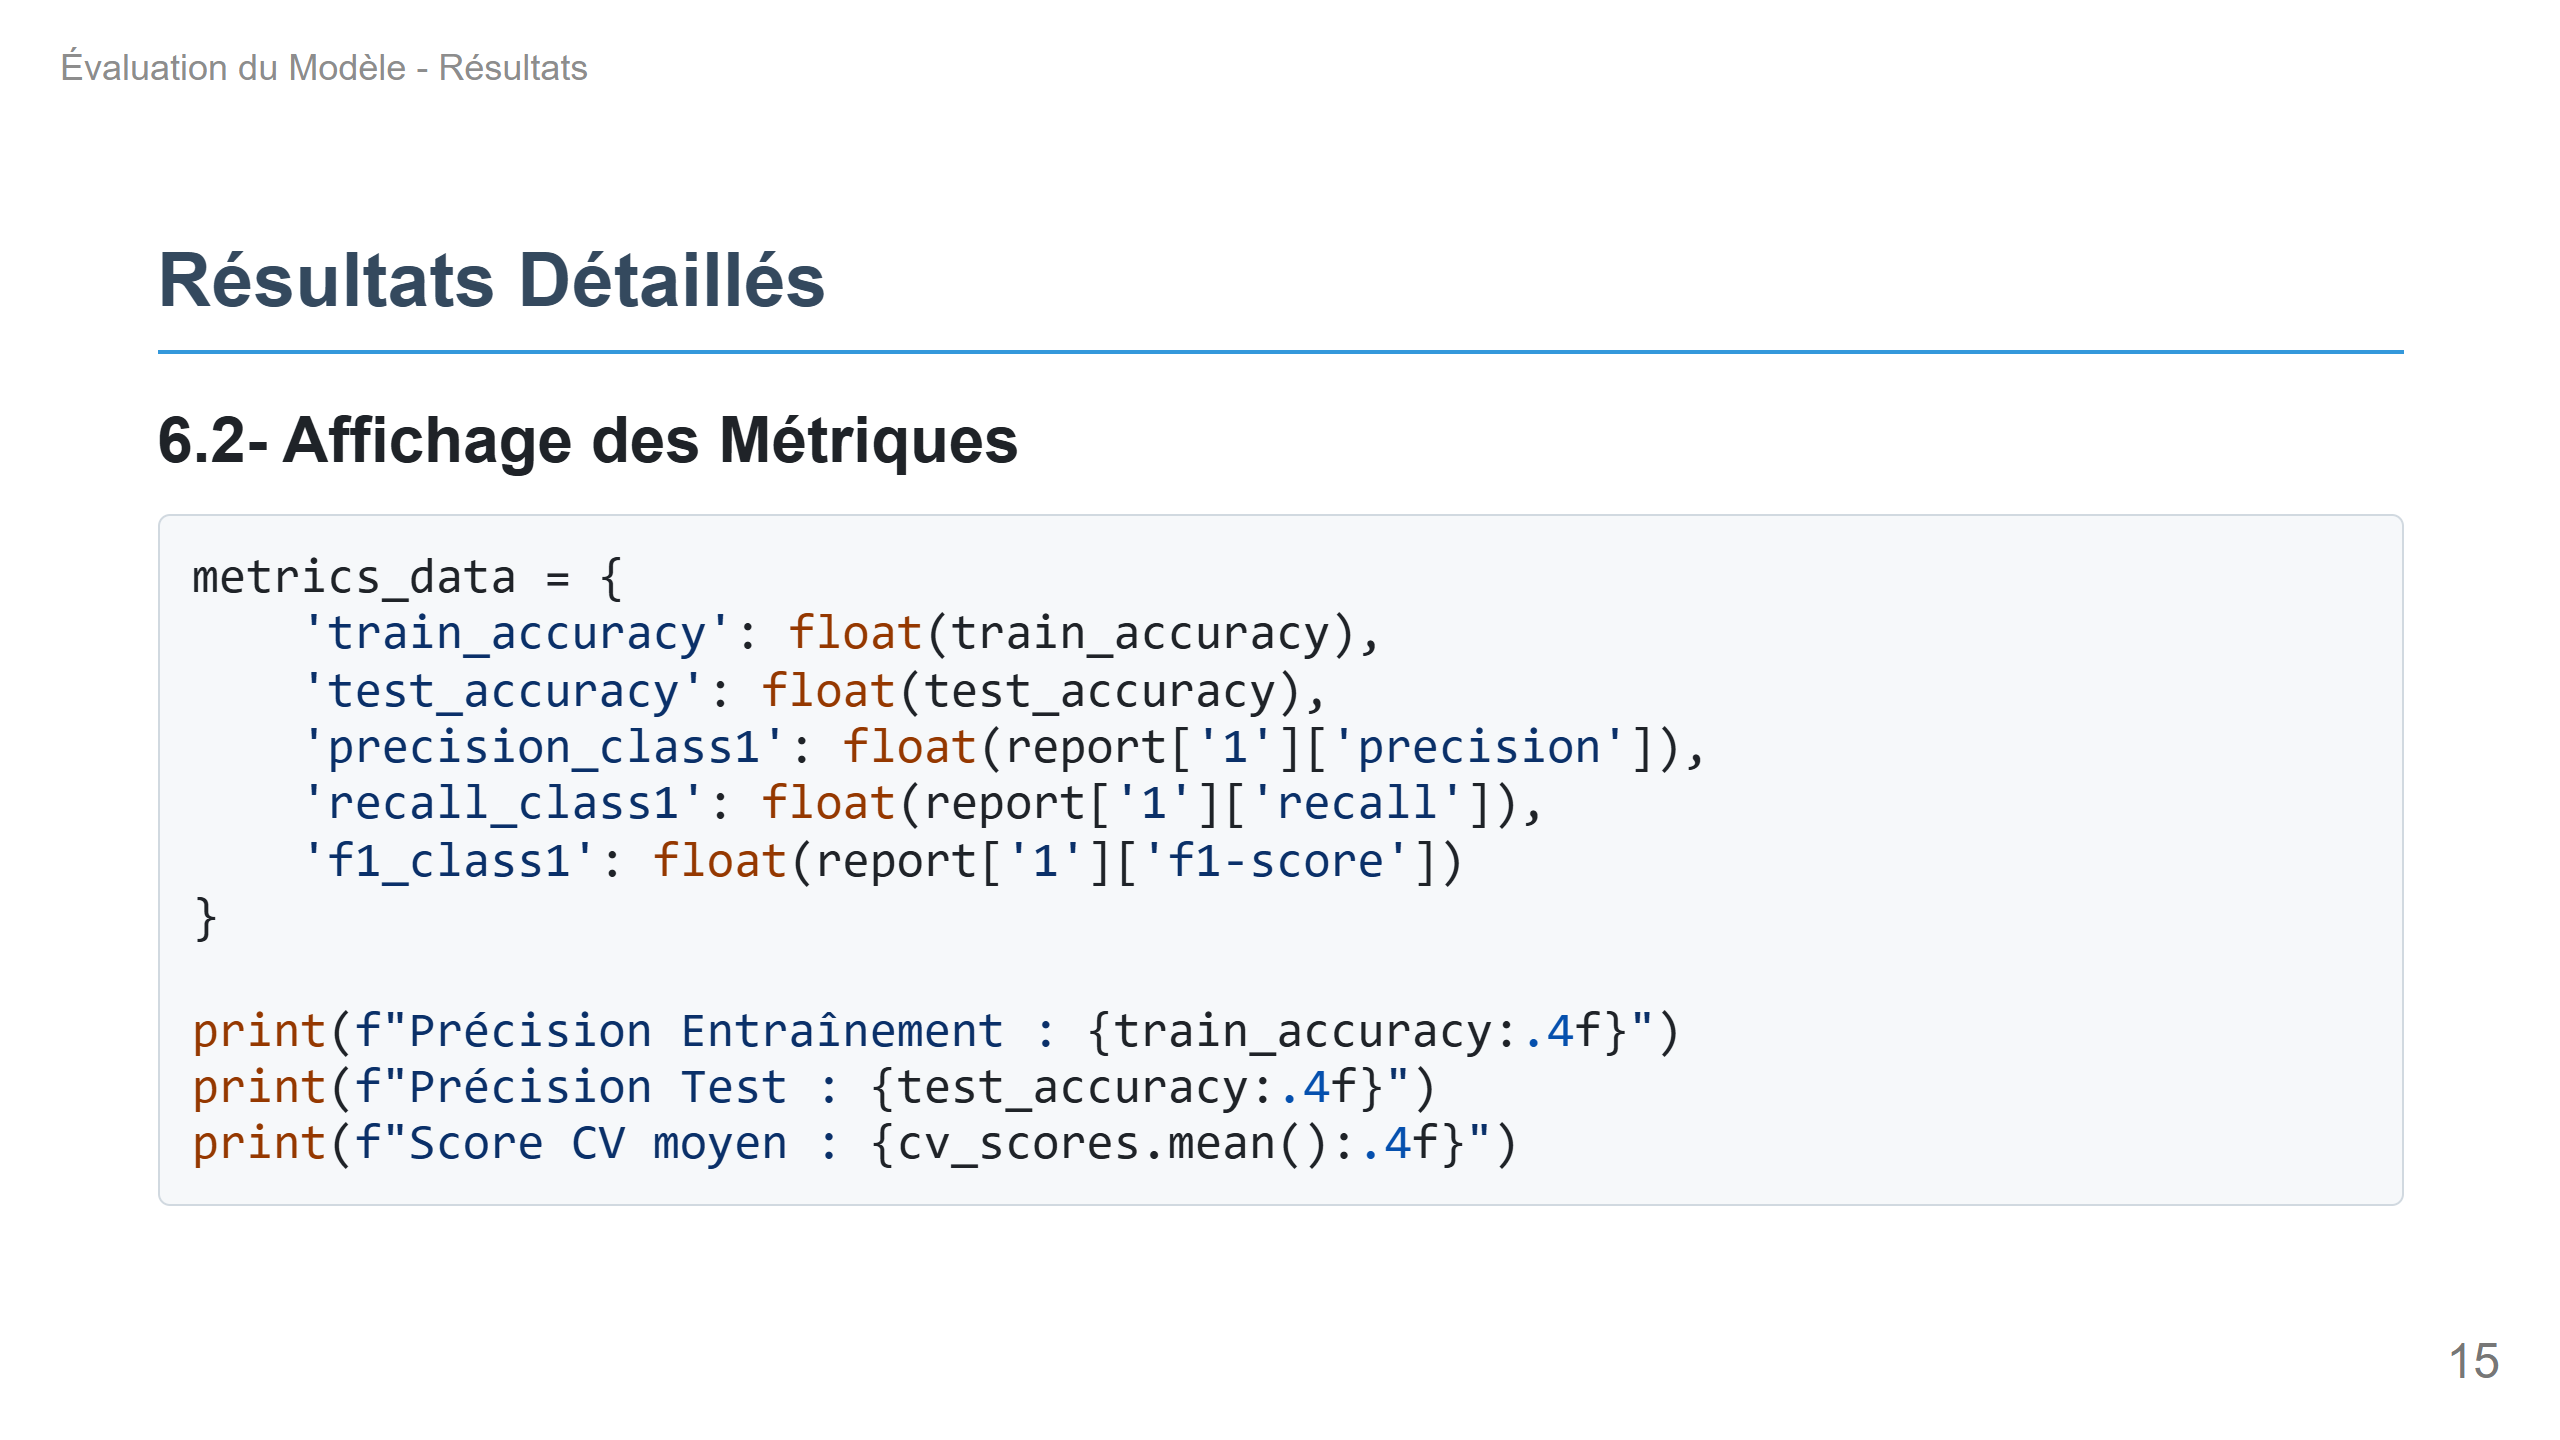 Évaluation du Modèle - Résultats
Résultats Détaillés
6.2- Affichage des Métriques
metrics_data = {
    'train_accuracy': float(train_accuracy),
    'test_accuracy': float(test_accuracy),
    'precision_class1': float(report['1']['precision']),
    'recall_class1': float(report['1']['recall']),
    'f1_class1': float(report['1']['f1-score'])
}
print(f"Précision Entraînement : {train_accuracy:.4f}")
print(f"Précision Test : {test_accuracy:.4f}")
print(f"Score CV moyen : {cv_scores.mean():.4f}")
15